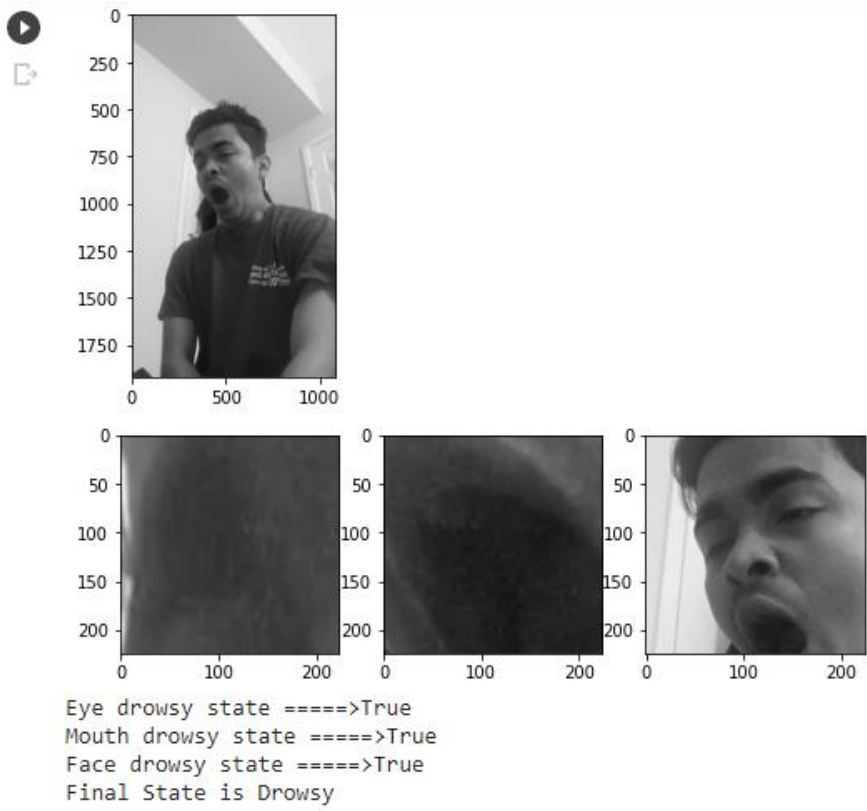 0
250
500
750
1000
1250
1500
1750
0 500 1000
0 0 0
50 50 50
100 100 100
150 150 150
200 200 200
0 100 200 0 100 200 0 100 200
Eye drowsy state =====>True
Mouth drowsy state =====>True
Face drowsy state =====>True
Final State is Drowsy